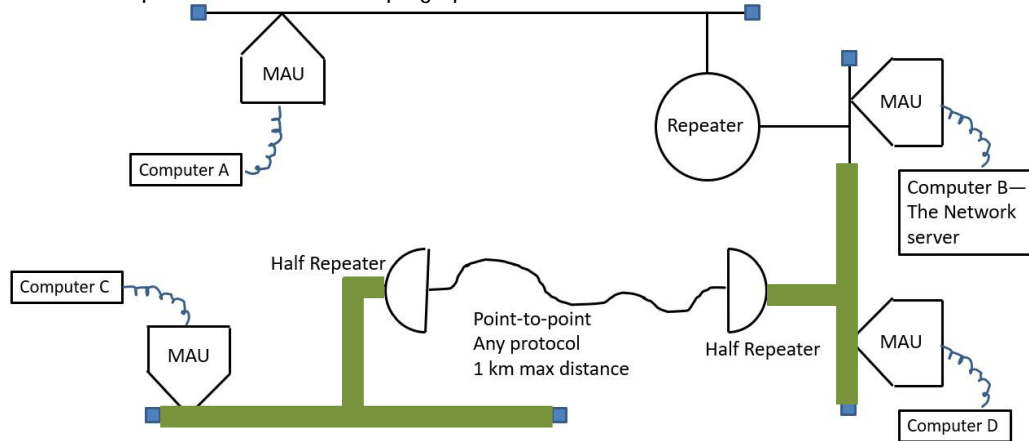 MAU
MAU
Repeater
Computer A
Computer B—
The Network
server
Half Repeater
Computer C
Point-to-point
Any protocol
1 km max distance
Half Repeater
MAU
MAU
Computer D